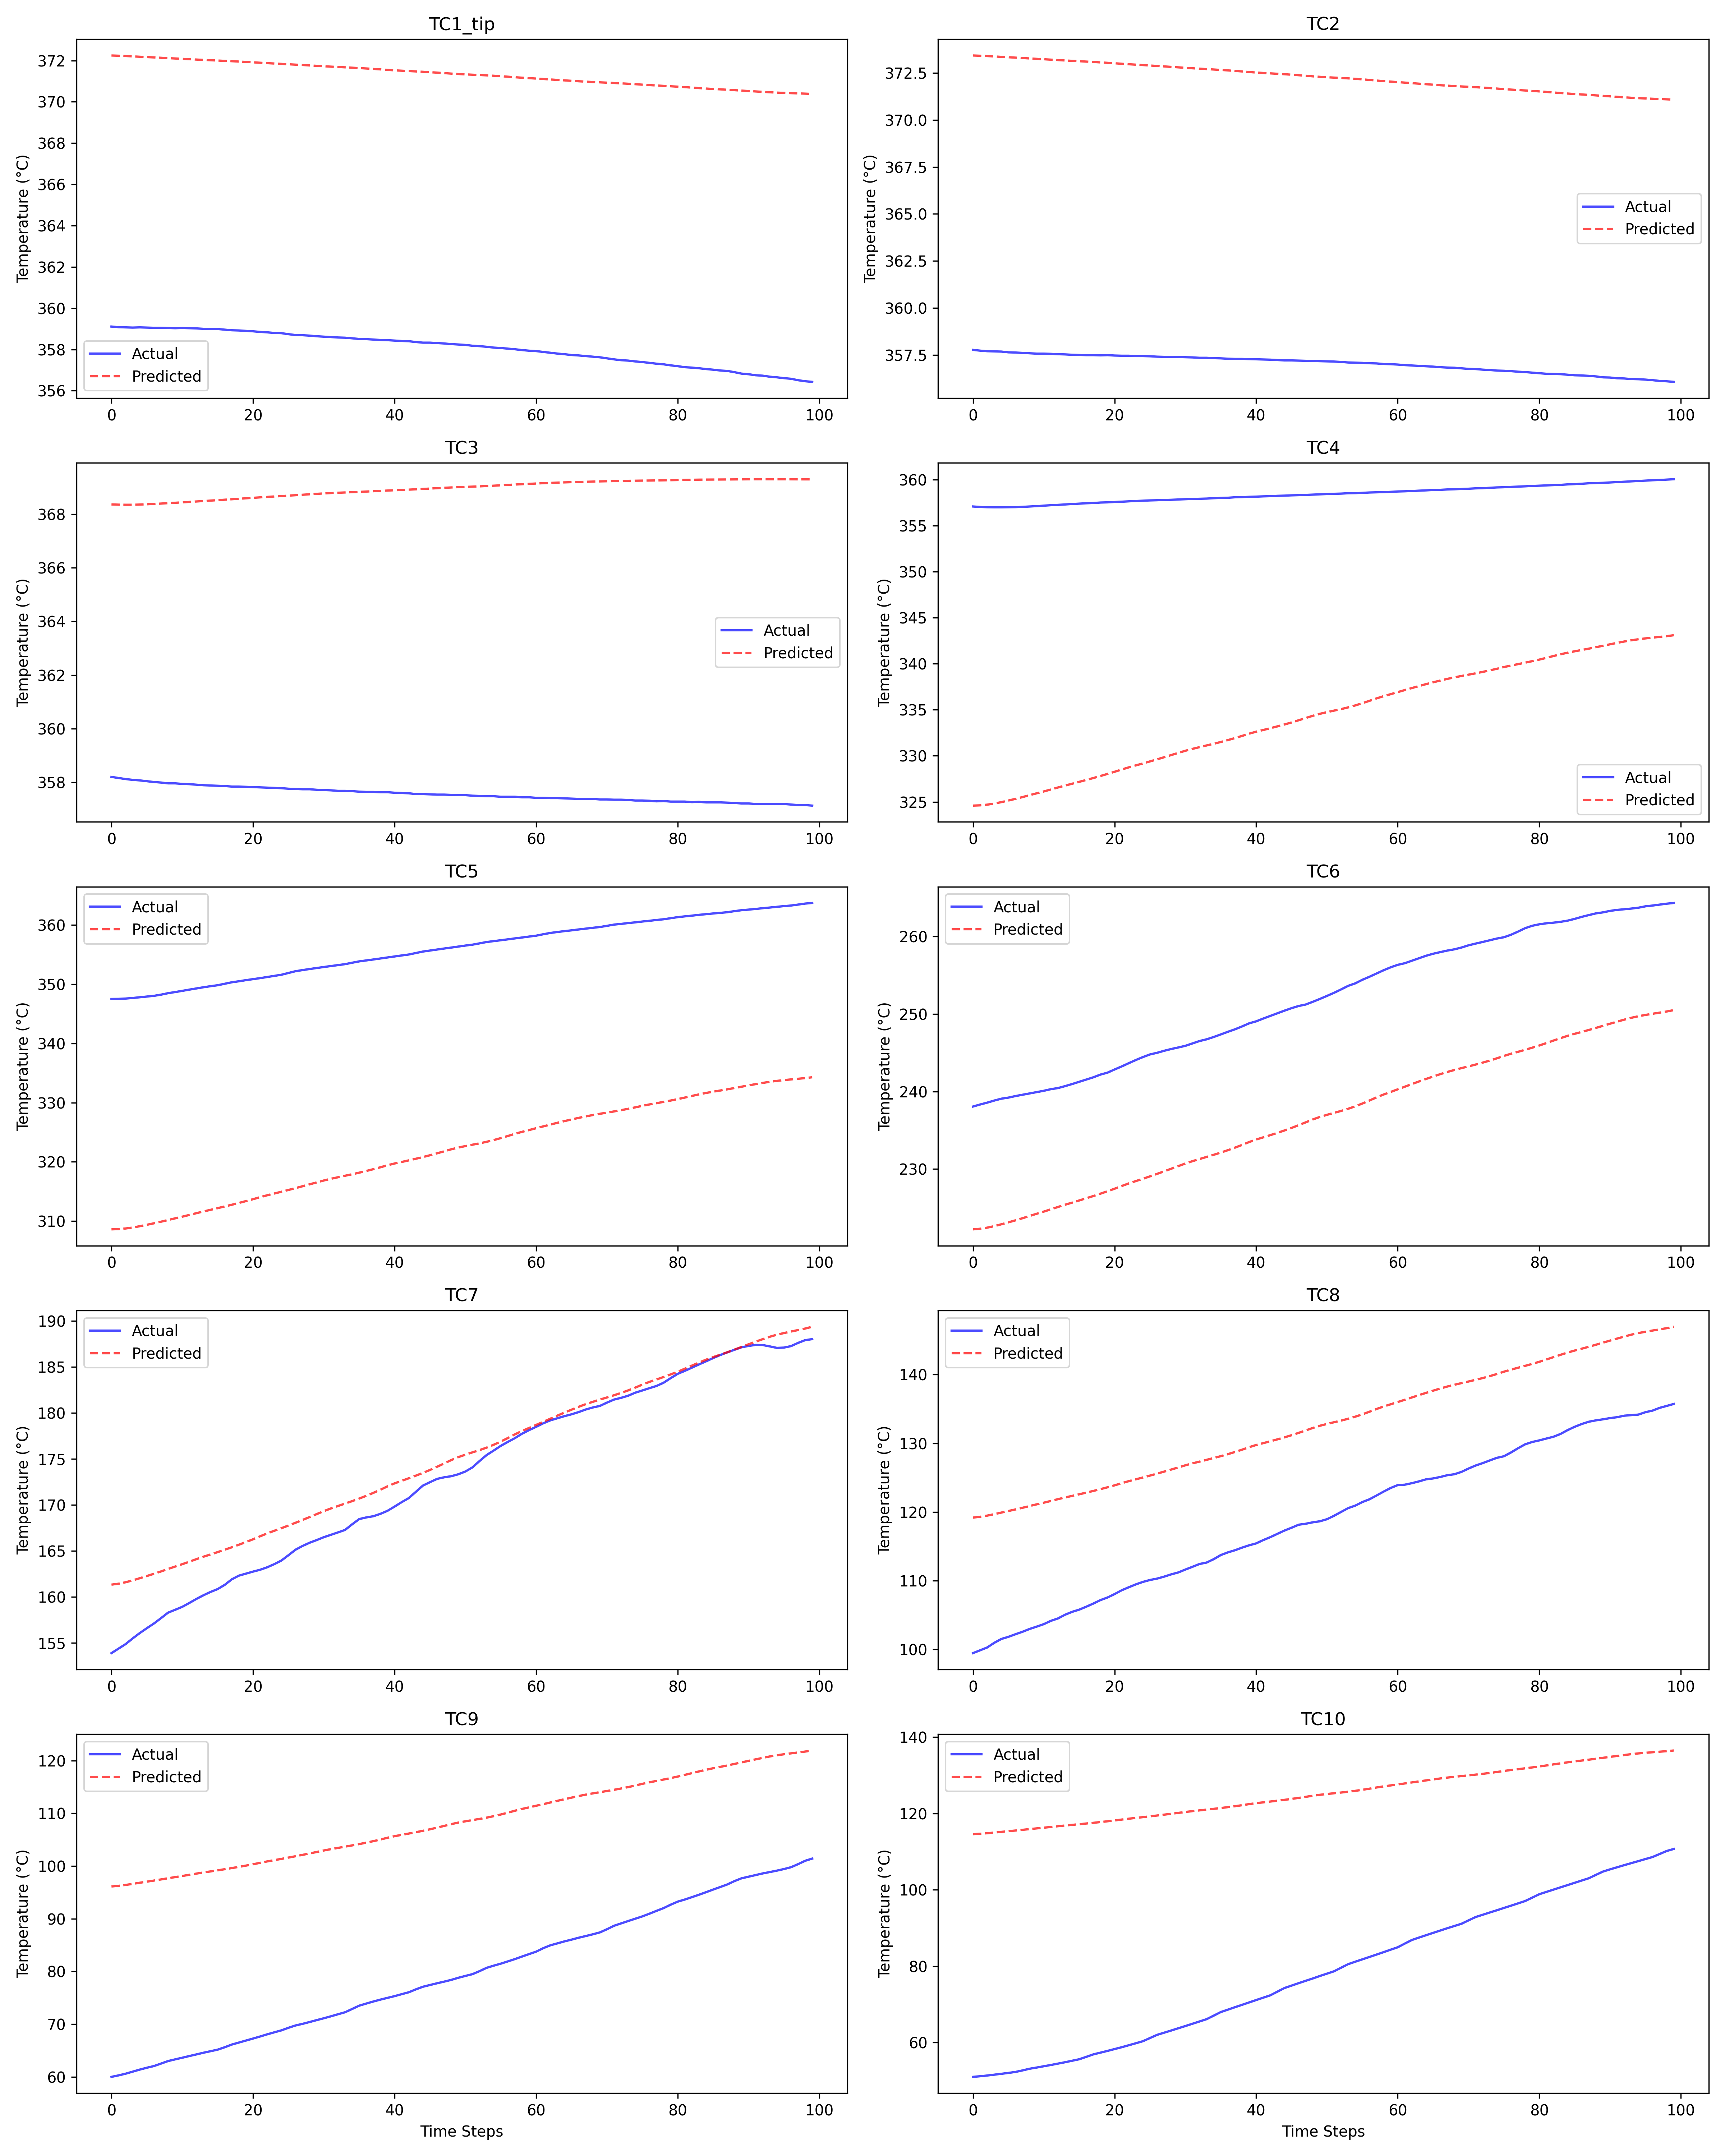 TC1_tip
Temperature (°C)
372
370
368
366
364
362
360
358
356
Actual
Predicted
0 20 40 60 80 100
TC2
Temperature (°C)
372.5
370.0
367.5
365.0
362.5
360.0
357.5
Actual
Predicted
0 20 40 60 80 100
TC3
Temperature (°C)
368
366
364
362
360
358
Actual
Predicted
0 20 40 60 80 100
TC4
Temperature (°C)
360
355
350
345
340
335
330
325
Actual
Predicted
0 20 40 60 80 100
TC5
Temperature (°C)
360
350
340
330
320
310
Actual
Predicted
0 20 40 60 80 100
TC6
Temperature (°C)
260
250
240
230
Actual
Predicted
0 20 40 60 80 100
TC7
Temperature (°C)
190
185
180
175
170
165
160
155
Actual
Predicted
0 20 40 60 80 100
TC8
Temperature (°C)
140
130
120
110
100
Actual
Predicted
0 20 40 60 80 100
TC9
Temperature (°C)
120
110
100
90
80
70
60
Actual
Predicted
0 20 40 60 80 100
Time Steps
TC10
Temperature (°C)
140
120
100
80
60
Actual
Predicted
0 20 40 60 80 100
Time Steps